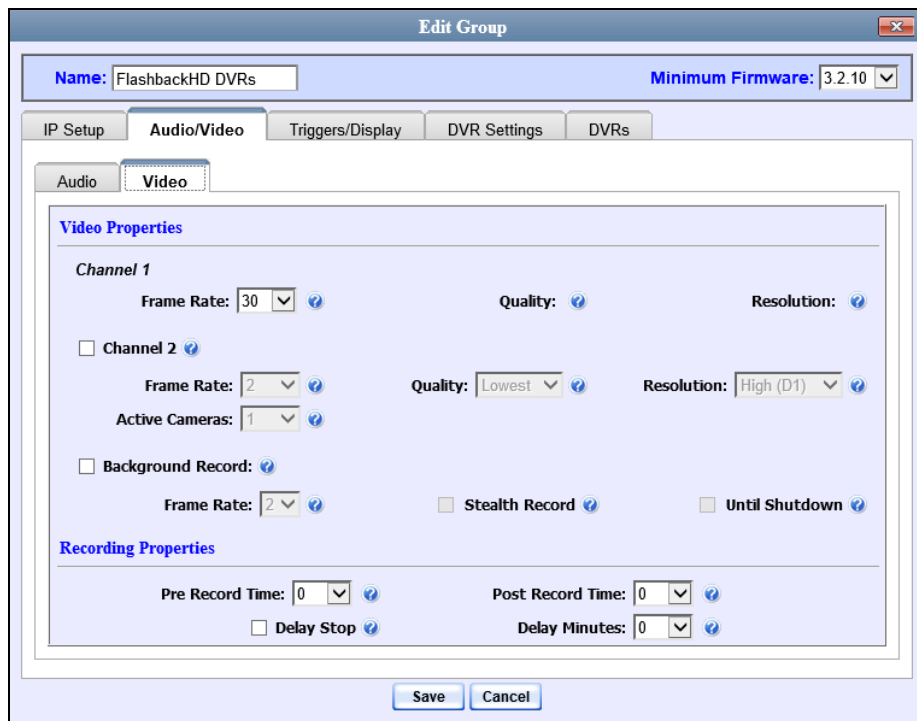 Edit Group
Name: FlashbackHD DVRs Minimum Firmware: 3.2.10
IP Setup Audio/Video Triggers/Display DVR Settings DVRs
Audio Video
Video Properties
Channel 1
Frame Rate: 30 Quality: Resolution:
Channel 2
Frame Rate: 2 Quality: Lowest Resolution: High (D1)
Active Cameras: 1
Background Record:
Frame Rate: 2 Stealth Record Until Shutdown
Recording Properties
Pre Record Time: 0 Post Record Time: 0
Delay Stop Delay Minutes: 0
Save Cancel